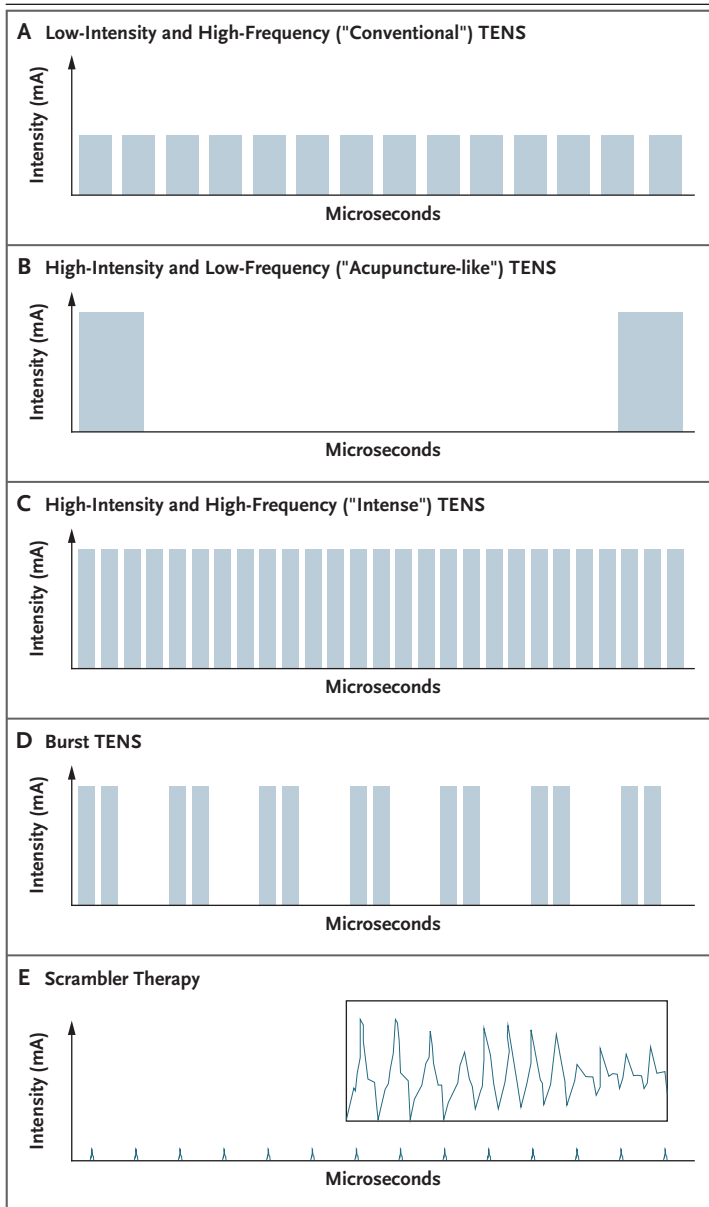 A Low-Intensity and High-Frequency ("Conventional") TENS
Intensity (mA)
Microseconds
B High-Intensity and Low-Frequency ("Acupuncture-like") TENS
Intensity (mA)
Microseconds
C High-Intensity and High-Frequency ("Intense") TENS
Intensity (mA)
Microseconds
D Burst TENS
Intensity (mA)
Microseconds
E Scrambler Therapy
Intensity (mA)
Microseconds